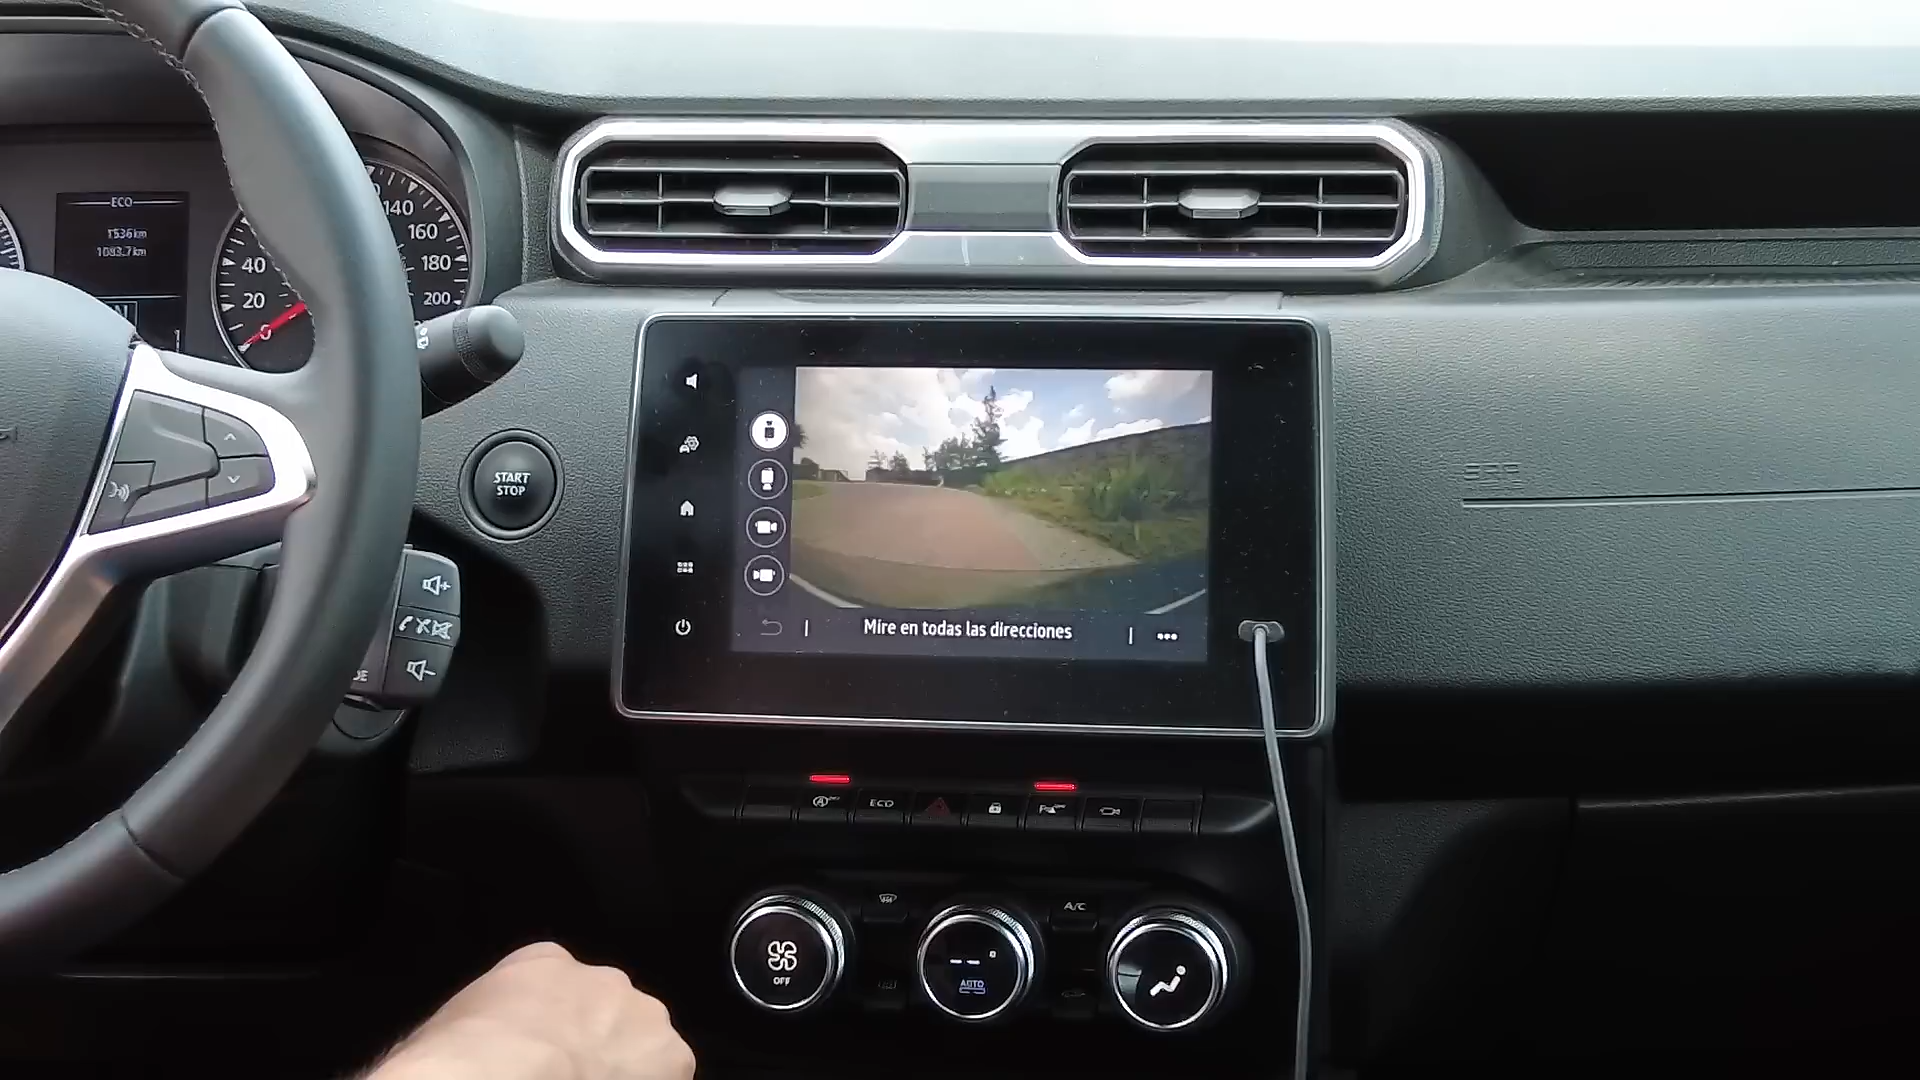 ECO
1536 km
1083.7 km
20
40
140
160
180
200
0
START
STOP
Mire en todas las direcciones
ECO
A/C
OFF
AUTO